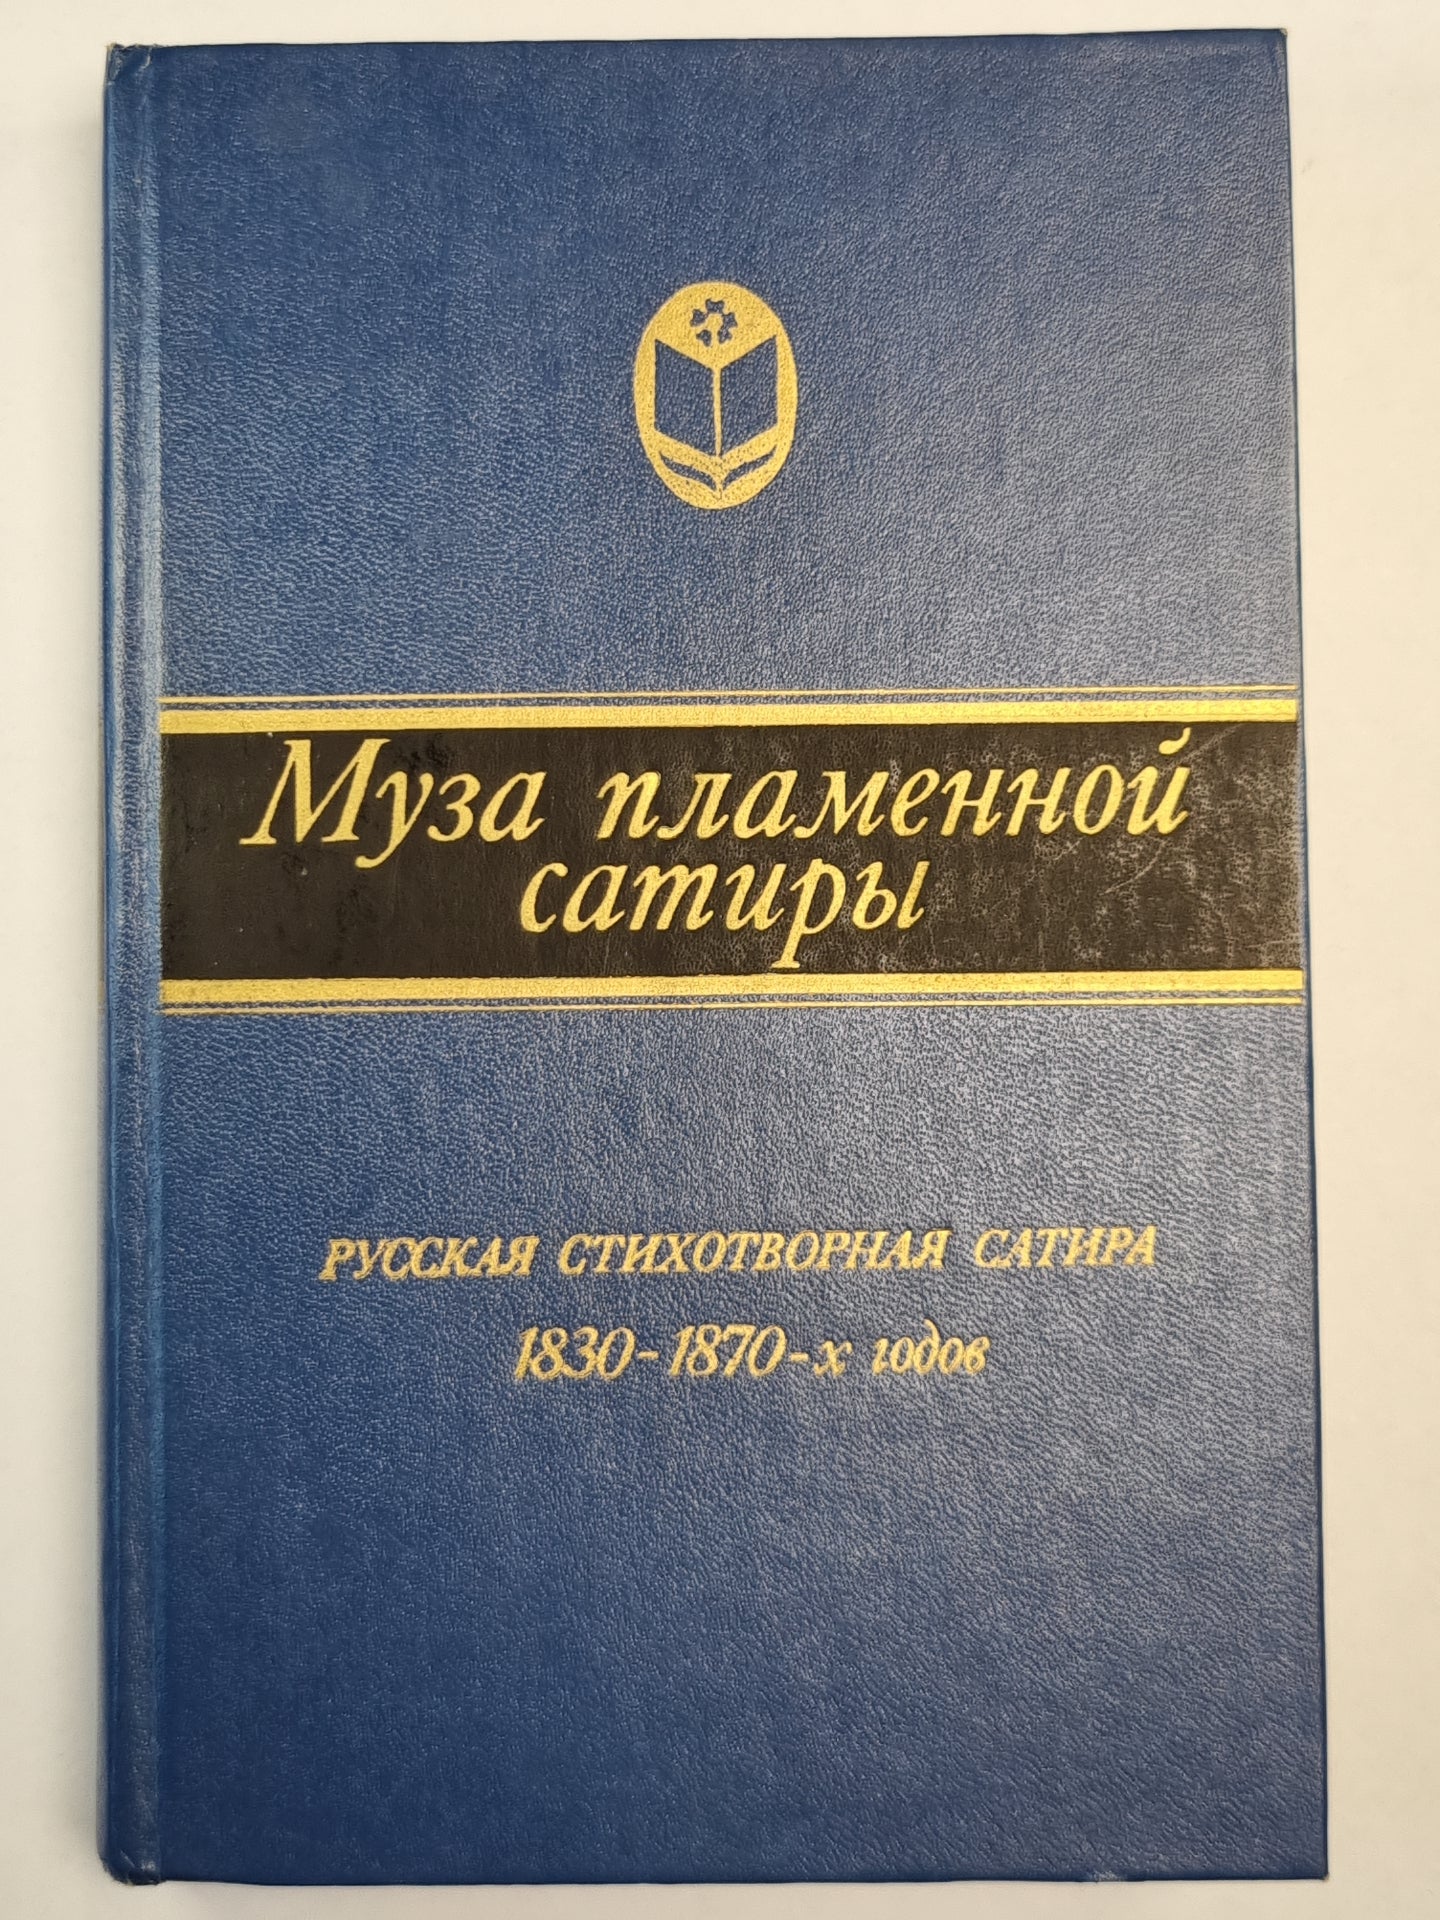 Муза пламенной
сатиры
РУССКАЯ СТИХОТВОРНАЯ САТИРА
1830-1870-х годов